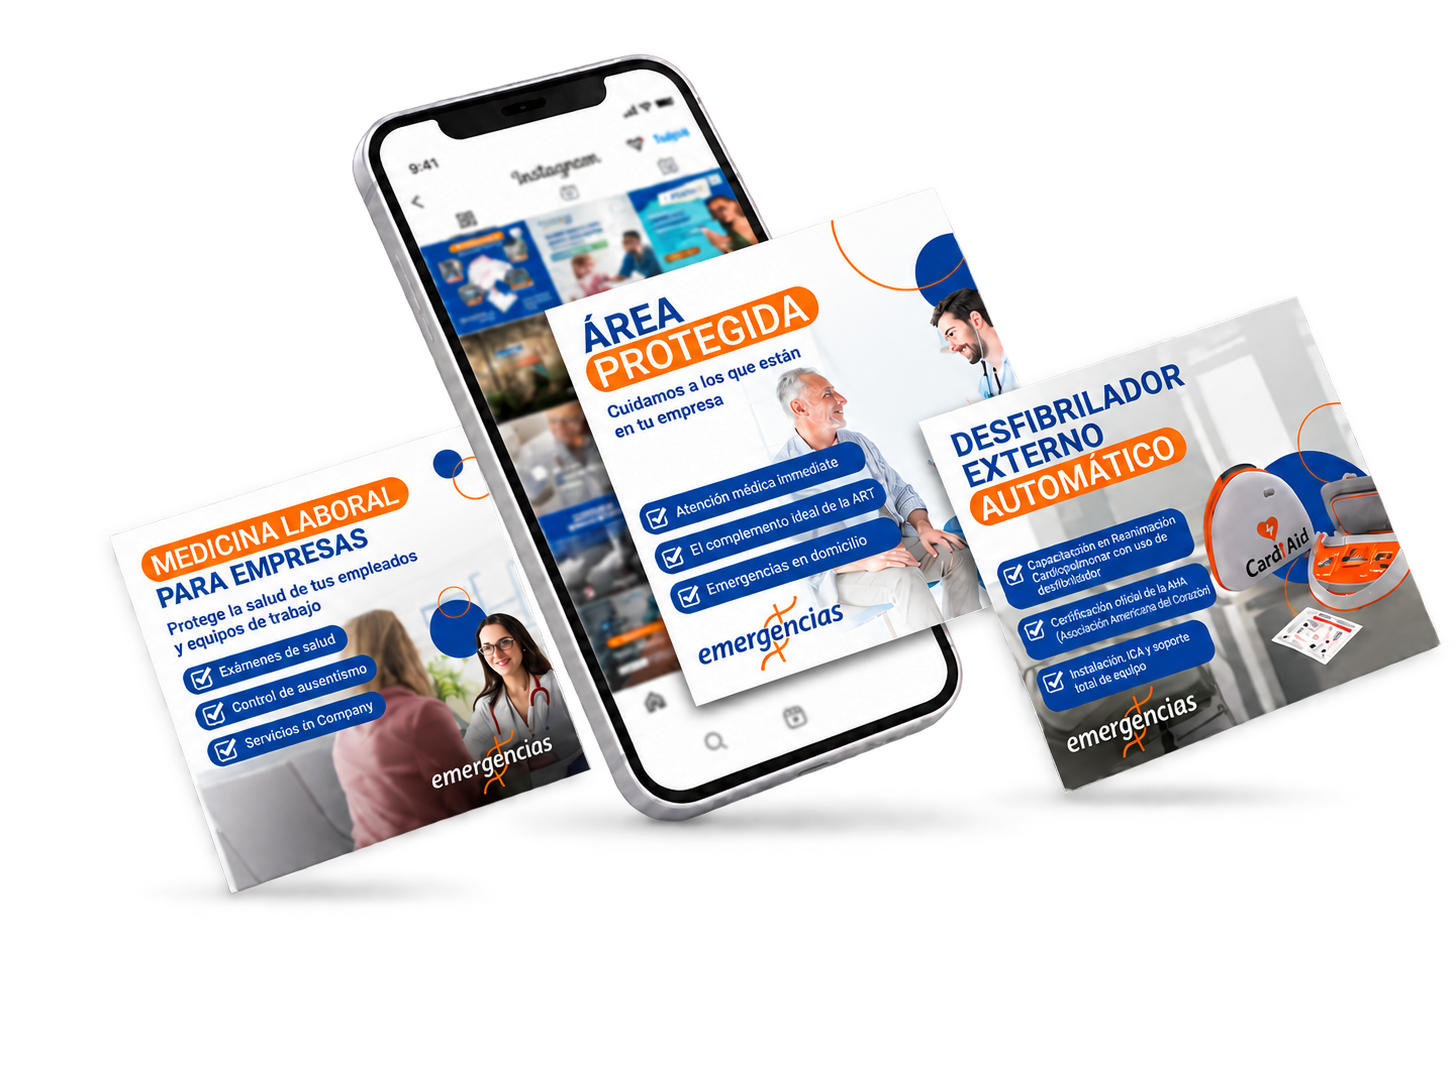 9:41
Instagram
MEDICINA LABORAL
PARA EMPRESAS
Protege la salud de tus empleados
y equipos de trabajo
Exámenes de salud
Control de ausentismo
Servicios in Company
emergencias
ÁREA
PROTEGIDA
Cuidamos a los que están
en tu empresa
Atención médica immediate
El complemento ideal de la ART
Emergencias en domicilio
emergencias
DESFIBRILADOR
EXTERNO
AUTOMÁTICO
Capacitación en Reanimación
Cardiopulmonar con uso de
desfibrilador
Certificación oficial de la AHA
(Asociación Americana del Corazón)
Instalación, ICA y soporte
total de equipo
emergencias
CardiAid